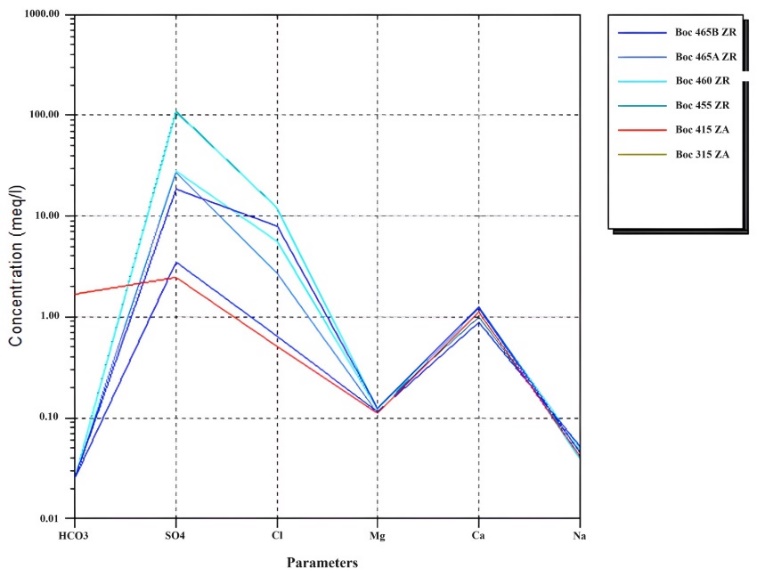 1000.00
100.00
10.00
1.00
0.10
0.01
Concentration (meq/l)
HCO3 SO4 Cl Mg Ca Na
Parameters
Boc 465B ZR
Boc 465A ZR
Boc 460 ZR
Boc 455 ZR
Boc 415 ZA
Boc 315 ZA